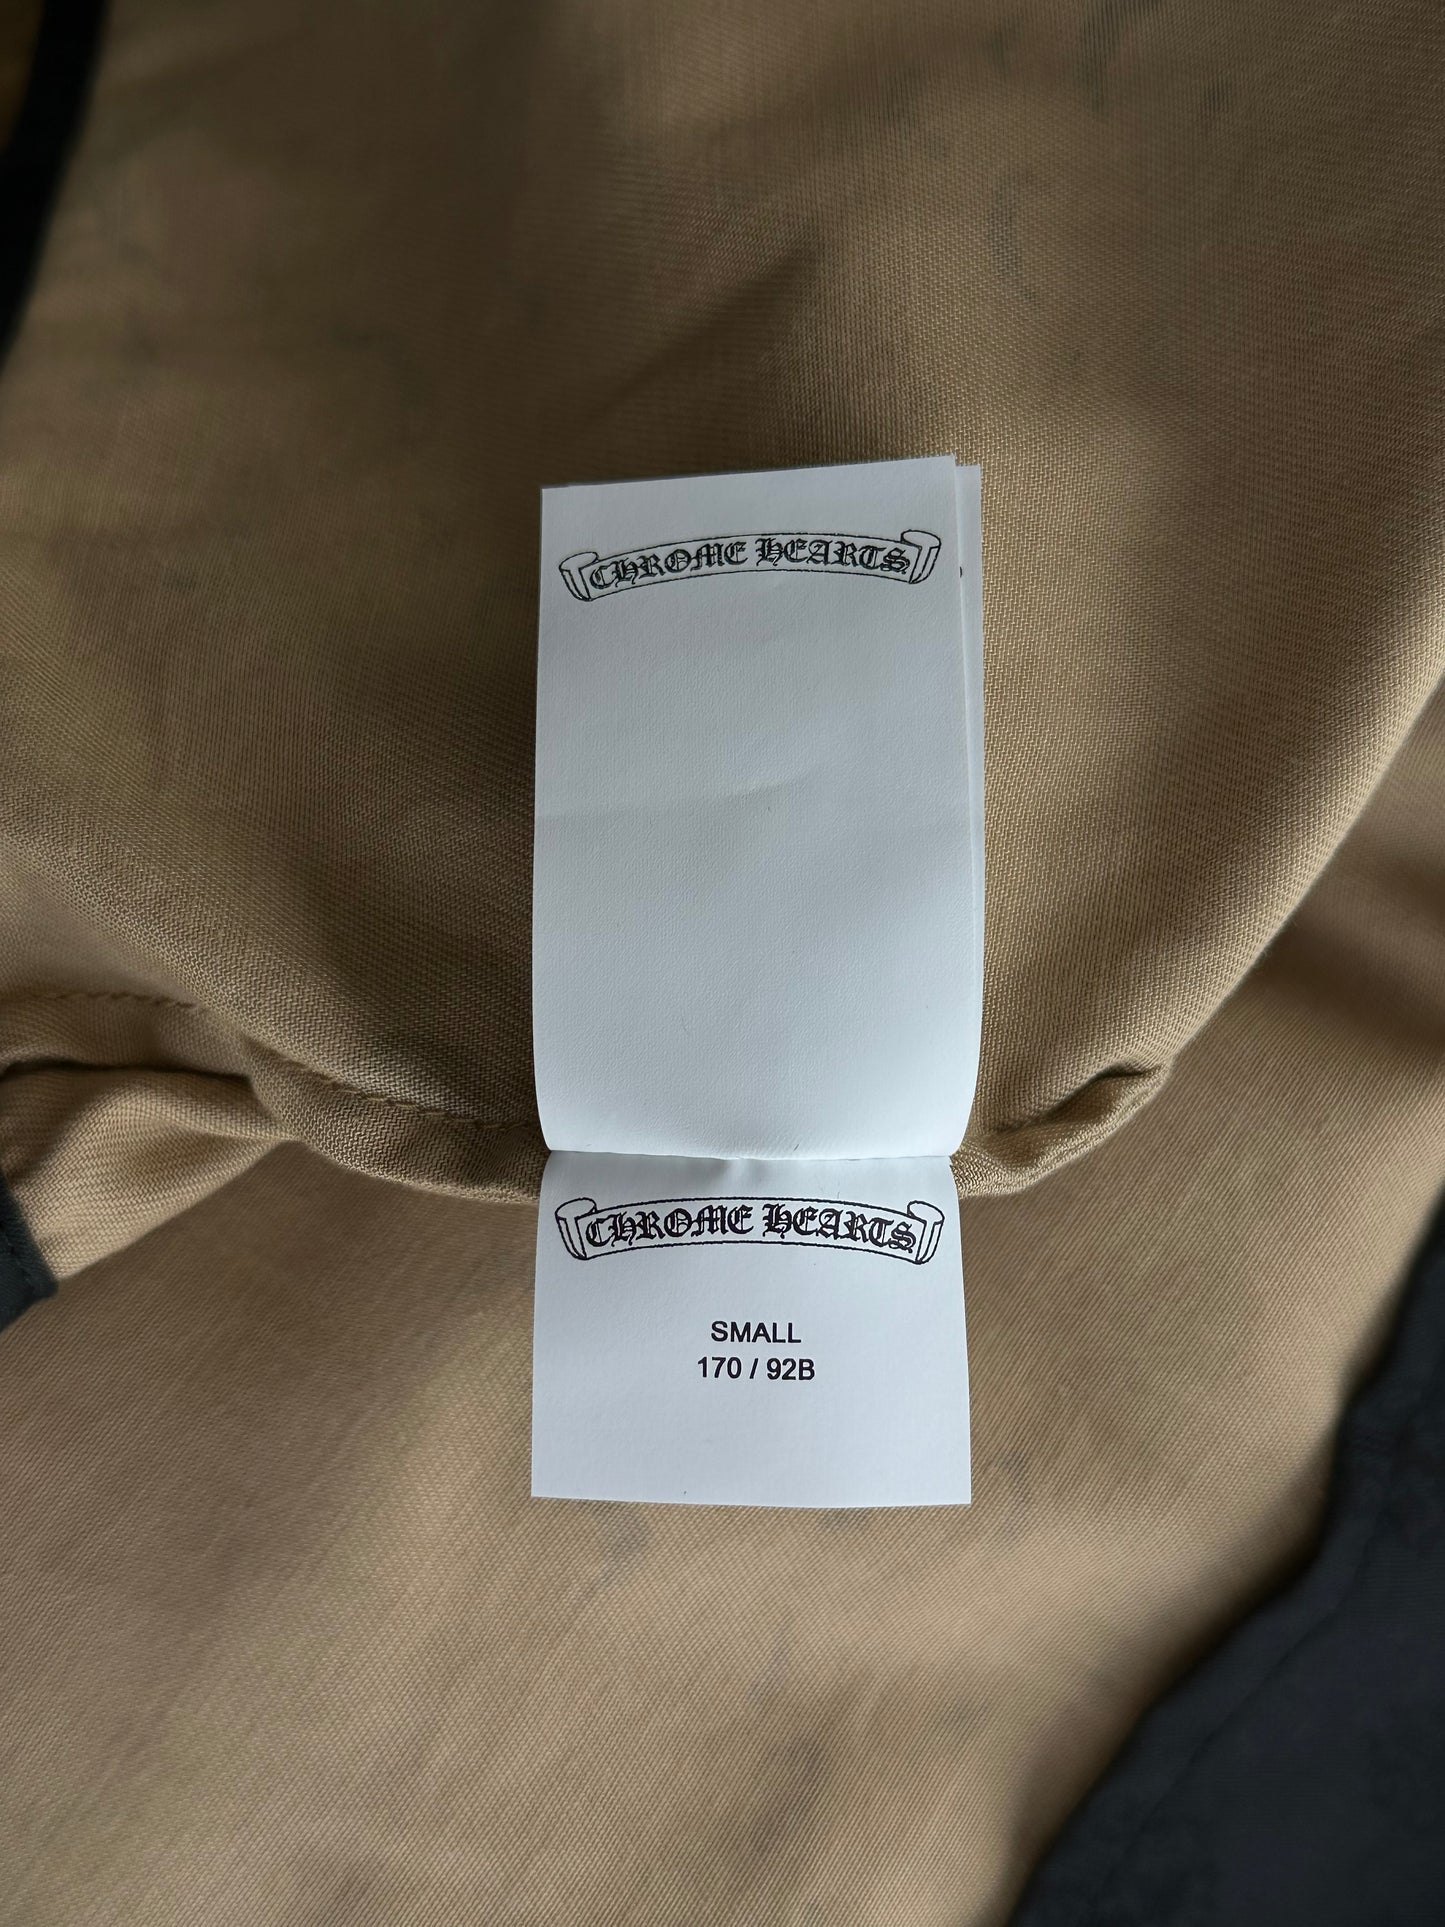 CHROME HEARTS
CHROME HEARTS
SMALL
170 / 92B